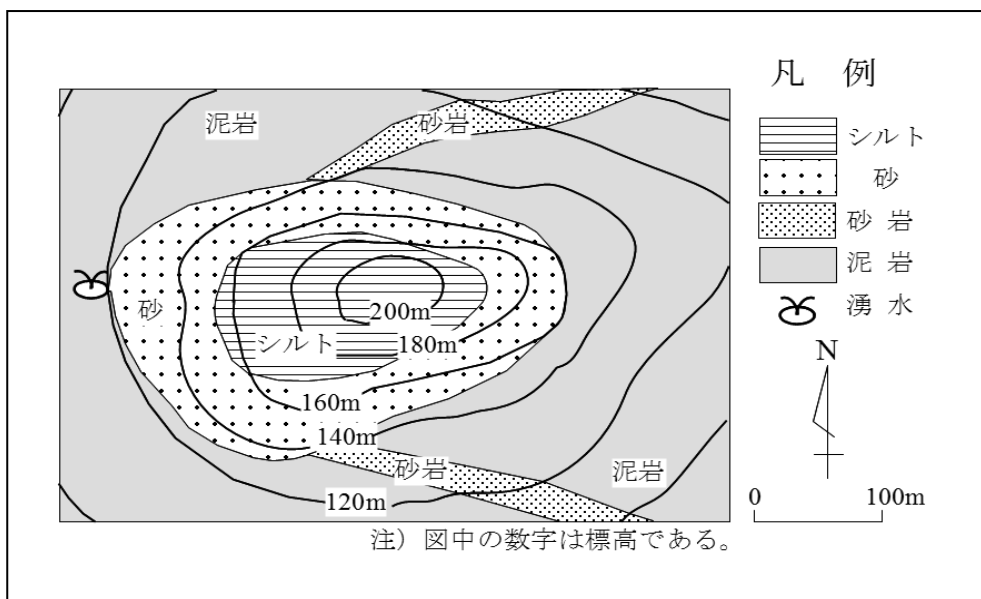 泥岩
砂岩
砂
シルト
200m
180m
160m
140m
120m
砂岩
泥岩
凡 例
シルト
砂
砂 岩
泥 岩
湧 水
N
0 100m
注）図中の数字は標高である。